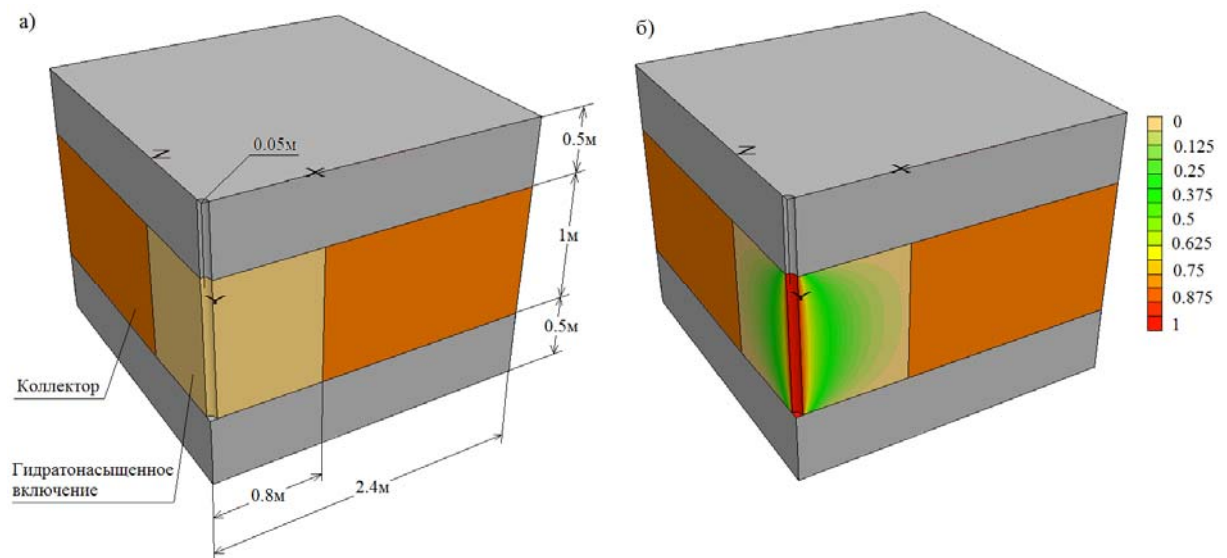 а)
б)
0.05м
Z
X
Y
0.5м
1м
0.5м
Коллектор
Гидратонасыщенное
включение
0.8м
2.4м
Z
X
Y
0
0.125
0.25
0.375
0.5
0.625
0.75
0.875
1